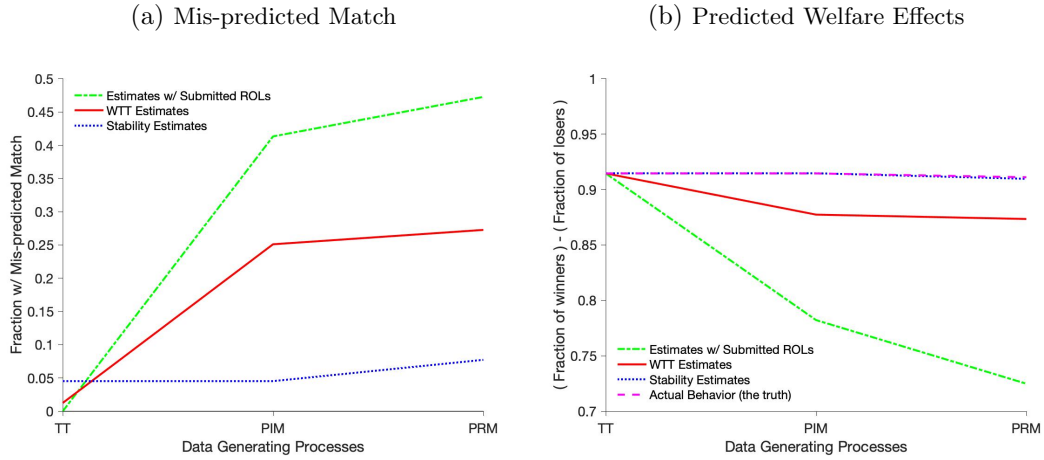 (a) Mis-predicted Match
Fraction w/ Mis-predicted Match
0.5
0.45
0.4
0.35
0.3
0.25
0.2
0.15
0.1
0.05
0
Estimates w/ Submitted ROLs
WTT Estimates
Stability Estimates
TT
PIM
PRM
Data Generating Processes
(b) Predicted Welfare Effects
( Fraction of winners ) - ( Fraction of losers )
1
0.95
0.9
0.85
0.8
0.75
0.7
Estimates w/ Submitted ROLs
WTT Estimates
Stability Estimates
Actual Behavior (the truth)
TT
PIM
PRM
Data Generating Processes